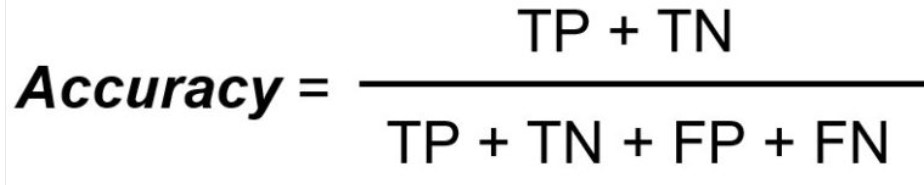 TP + TN
Accuracy =
TP + TN + FP + FN